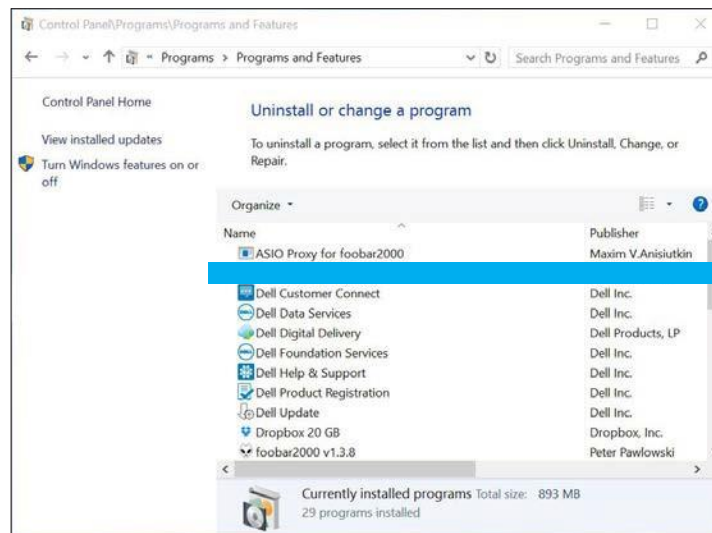 Control Panel\Programs\Programs and Features
« Programs > Programs and Features Search Programs and Features
Control Panel Home
View installed updates
Turn Windows features on or
off
Uninstall or change a program
To uninstall a program, select it from the list and then click Uninstall, Change, or
Repair.
Organize
Name Publisher
ASIO Proxy for foobar2000 Maxim V.Anisiutkin
Dell Customer Connect Dell Inc.
Dell Data Services Dell Inc.
Dell Digital Delivery Dell Products, LP
Dell Foundation Services Dell Inc.
Dell Help & Support Dell Inc.
Dell Product Registration Dell Inc.
Dell Update Dell Inc.
Dropbox 20 GB Dropbox, Inc.
foobar2000 v1.3.8 Peter Pawlowski
Currently installed programs Total size: 893 MB
29 programs installed